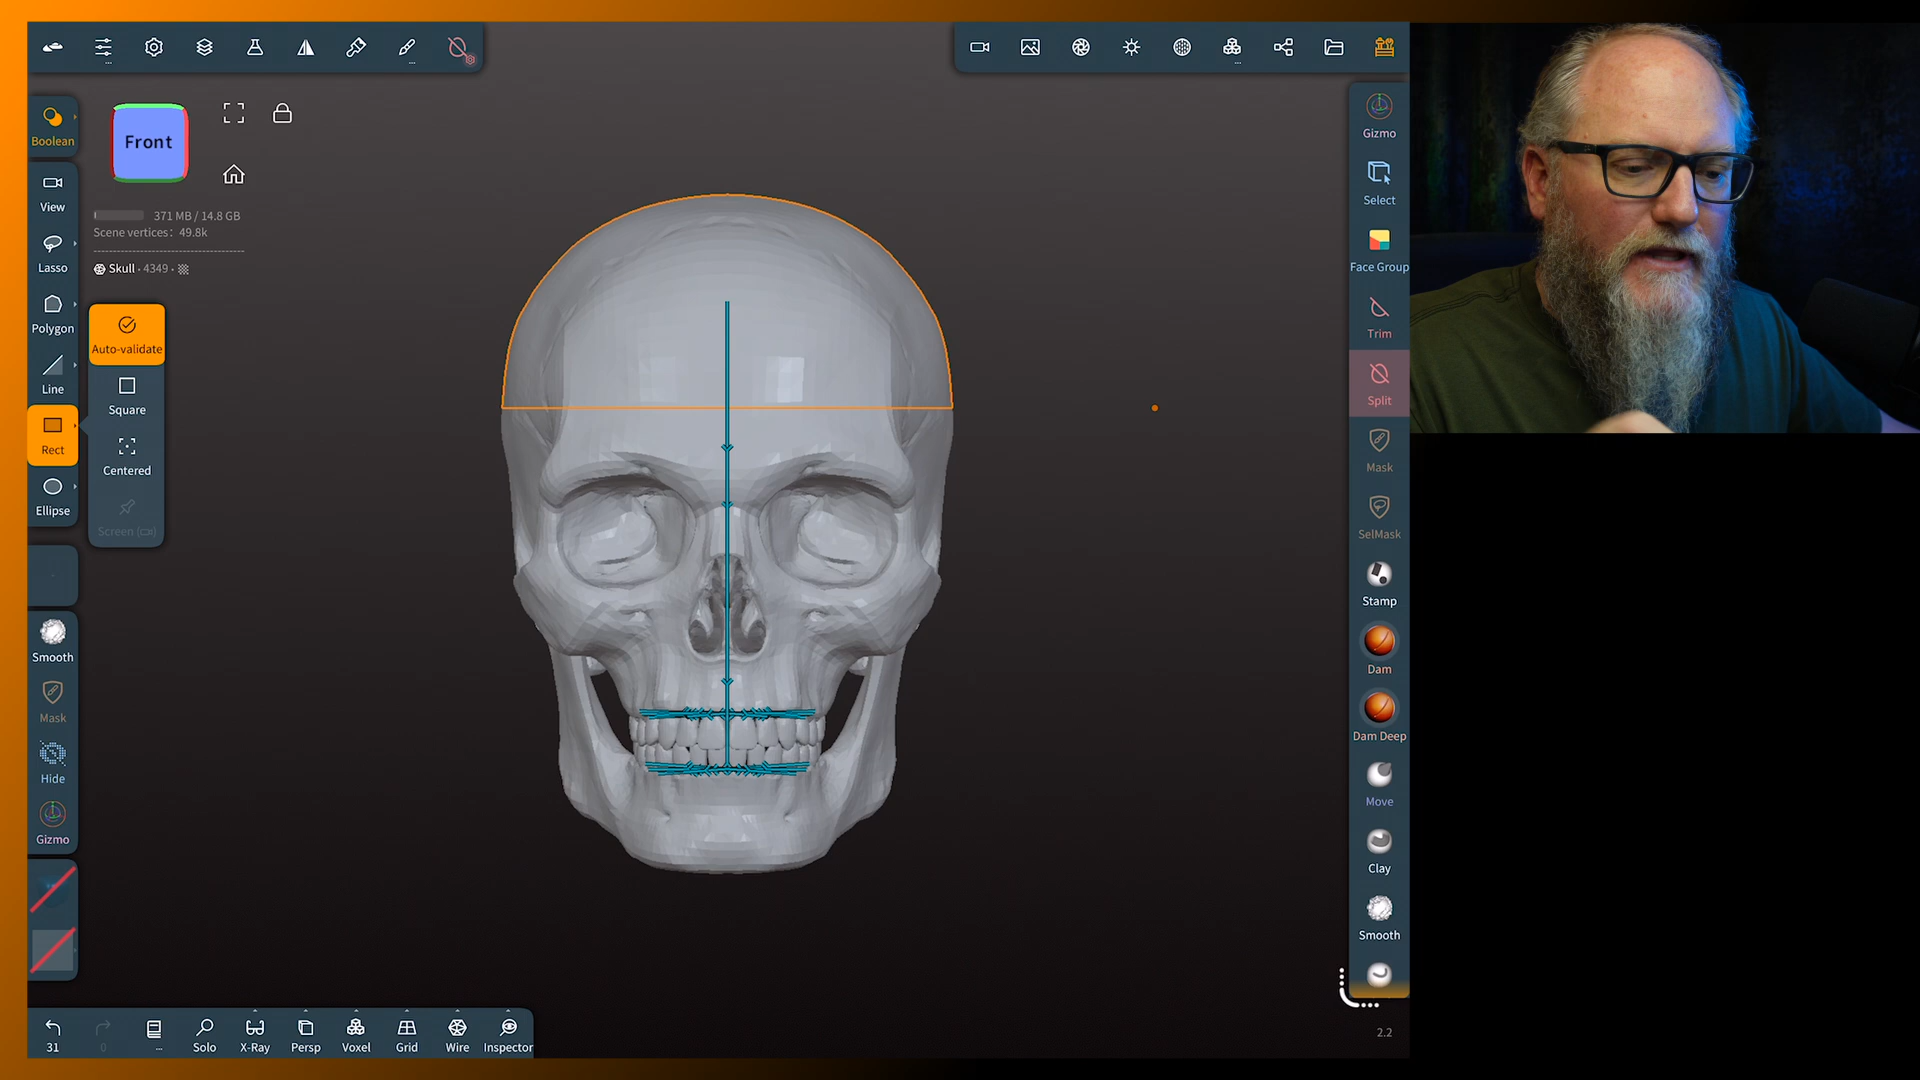 Boolean
Front
View
371 MB / 14.8 GB
Scene vertices: 49.8k
Lasso
Skull • 4349 •
Polygon
Auto-validate
Line
Square
Rect
Centered
Ellipse
Screen
Smooth
Mask
Hide
Gizmo
31
0
...
Solo
X-Ray
Persp
Voxel
Grid
Wire
Inspector
Gizmo
Select
Face Group
Trim
Split
Mask
SelMask
Stamp
Dam
Dam Deep
Move
Clay
Smooth
2.2